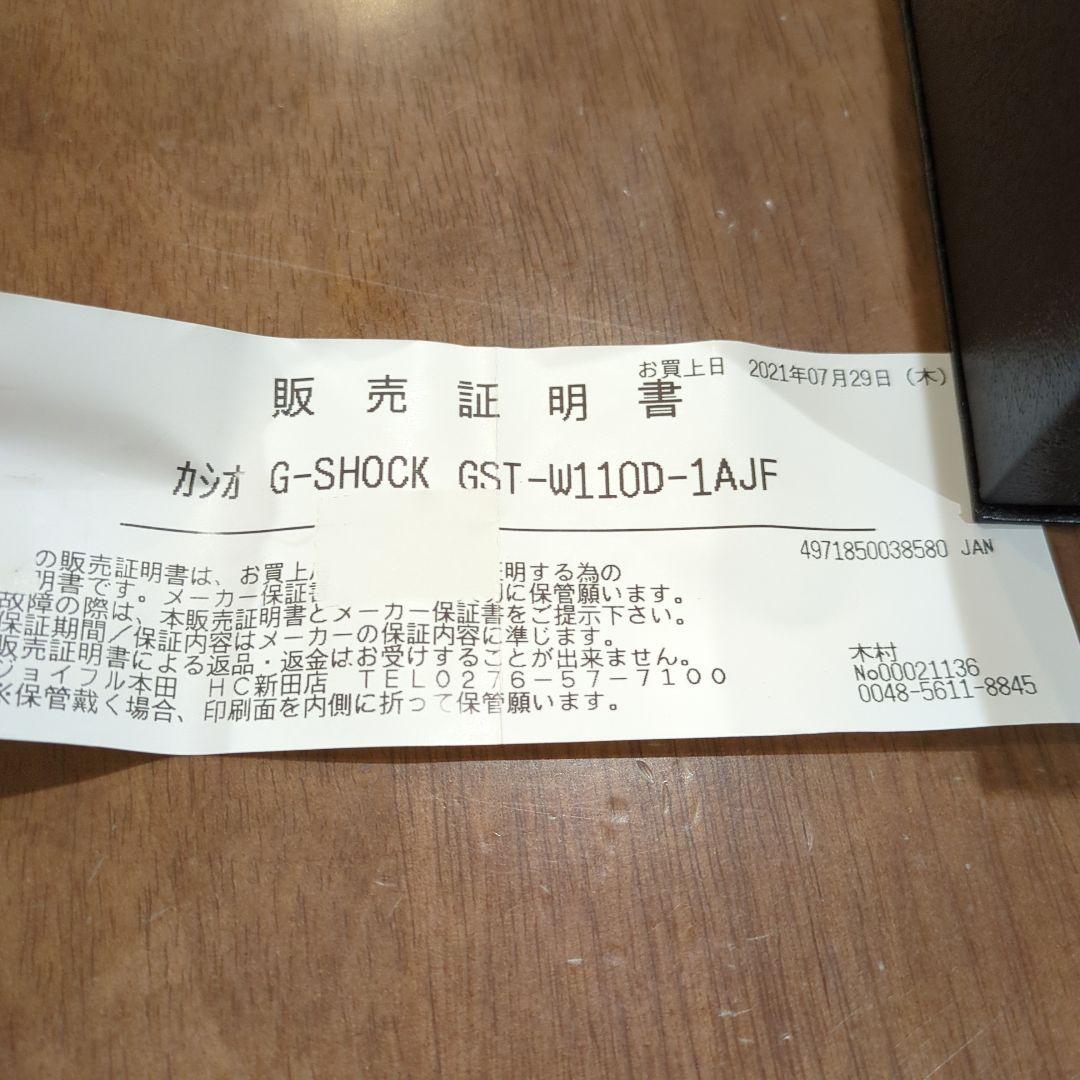 お買上日 2021年07月29日(木)
販売証明書
カシオ G-SHOCK GST-W110D-1AJF
4971850038580 JAN
の販売証明書は、お買上 明する為の
明書です。メーカー保証書 に保管願います。
故障の際は、本販売証明書とメーカー保証書をご提示下さい。
保証期間/保証内容はメーカーの保証内容に準じます。
販売証明書による返品・返金はお受けすることが出来ません。
ジョイフル本田 HC新田店 TEL0276-57-7100
※保管戴く場合、印刷面を内側に折って保管願います。
木村
No00021136
0048-5611-8845